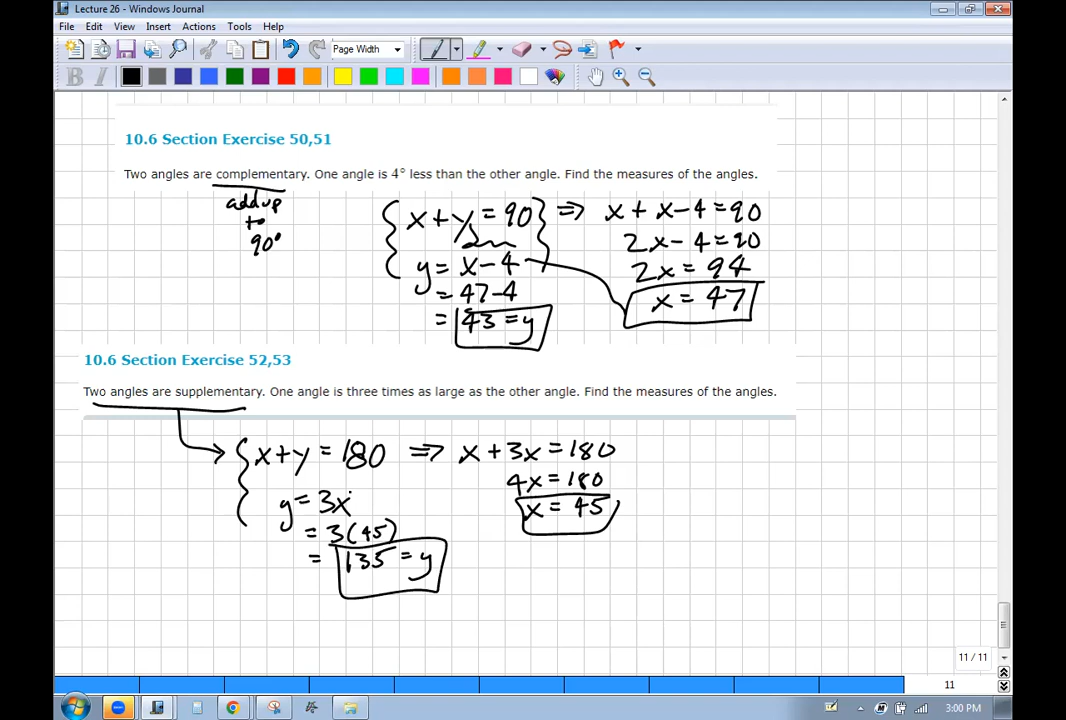 Lecture 26 - Windows Journal
File Edit View Insert Actions Tools Help
Page Width
10.6 Section Exercise 50,51
Two angles are complementary. One angle is 4° less than the other angle. Find the measures of the angles.
add up
to
90°
x + y = 90 ⇒ x + x - 4 = 90
2x - 4 = 90
y = x - 4
2x = 94
= 47 - 4
x = 47
= 43 = y
10.6 Section Exercise 52,53
Two angles are supplementary. One angle is three times as large as the other angle. Find the measures of the angles.
x + y = 180 ⇒ x + 3x = 180
4x = 180
y = 3x
x = 45
= 3(45)
= 135 = y
11 / 11
11
3:00 PM